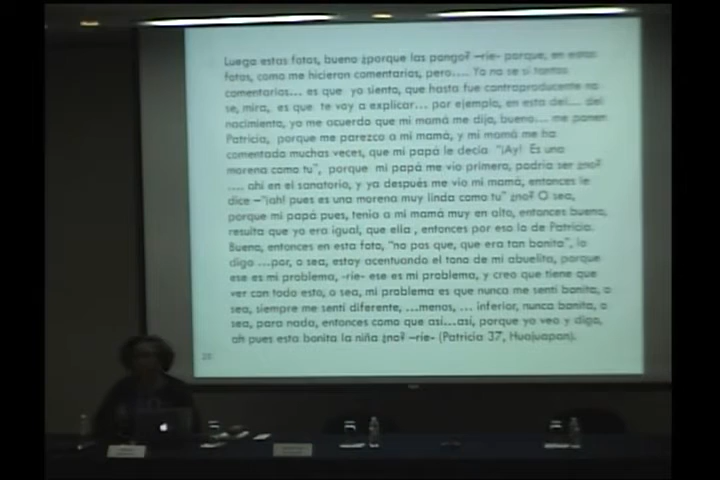 Luego estas fotos, bueno ¿porque las pongo? –rie- porque, en estas
fotos, como me hicieron comentarios, pero.... Yo no se si tantos
comentarios... es que yo siento, que hasta fue contraproducente no
se, mira, es que te voy a explicar... por ejemplo, en esta del... del
nacimiento, yo me acuerdo que mi mamá me dijo, bueno... me ponen
Patricia, porque me parezco a mi mamá, y mi mamá me ha
comentado muchas veces, que mi papá le decía "¡Ay! Es una
morena como tu", porque mi papá me vio primero, podría ser ¿no?
.... ahí en el sanatorio, y ya después me vio mi mamá, entonces le
dice –"¡ah! pues es una morena muy linda como tu" ¿no? O sea,
porque mi papá pues, tenía a mi mamá muy en alto, entonces bueno,
resulta que yo era igual, que ella , entonces por eso lo de Patricia.
Bueno, entonces en esta foto, "no pos que, que era tan bonita", lo
digo ...por, o sea, estoy acentuando el tono de mi abuelita, porque
ese es mi problema, -rie- ese es mi problema, y creo que tiene que
ver con todo esto, o sea, mi problema es que nunca me sentí bonita, o
sea, siempre me sentí diferente, ...menos, ... inferior, nunca bonita, o
sea, para nada, entonces como que así...así, porque yo veo y digo,
ah pues esta bonita la niña ¿no? –rie- (Patricia 37, Huajuapan).